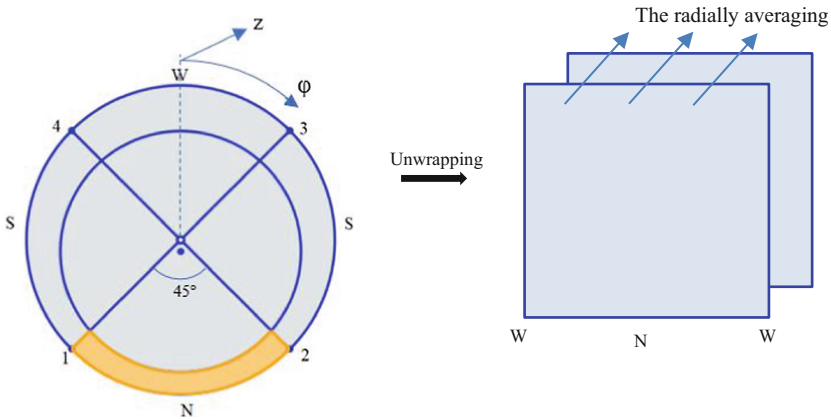 The radially averaging
z
W
φ
4
3
Unwrapping
S
S
45°
1
2
W
N
W
N